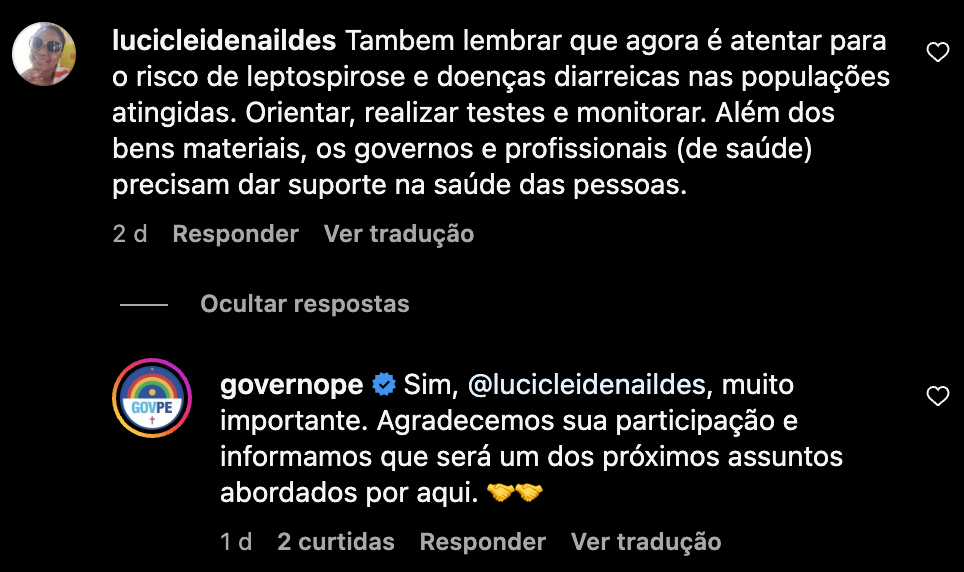 lucicleidenaildes Tambem lembrar que agora é atentar para
o risco de leptospirose e doenças diarreicas nas populações
atingidas. Orientar, realizar testes e monitorar. Além dos
bens materiais, os governos e profissionais (de saúde)
precisam dar suporte na saúde das pessoas.
2 d Responder Ver tradução
Ocultar respostas
GOVPE
governope Sim, @lucicleidenaildes, muito
importante. Agradecemos sua participação e
informamos que será um dos próximos assuntos
abordados por aqui. 🤝🤝
1 d 2 curtidas Responder Ver tradução